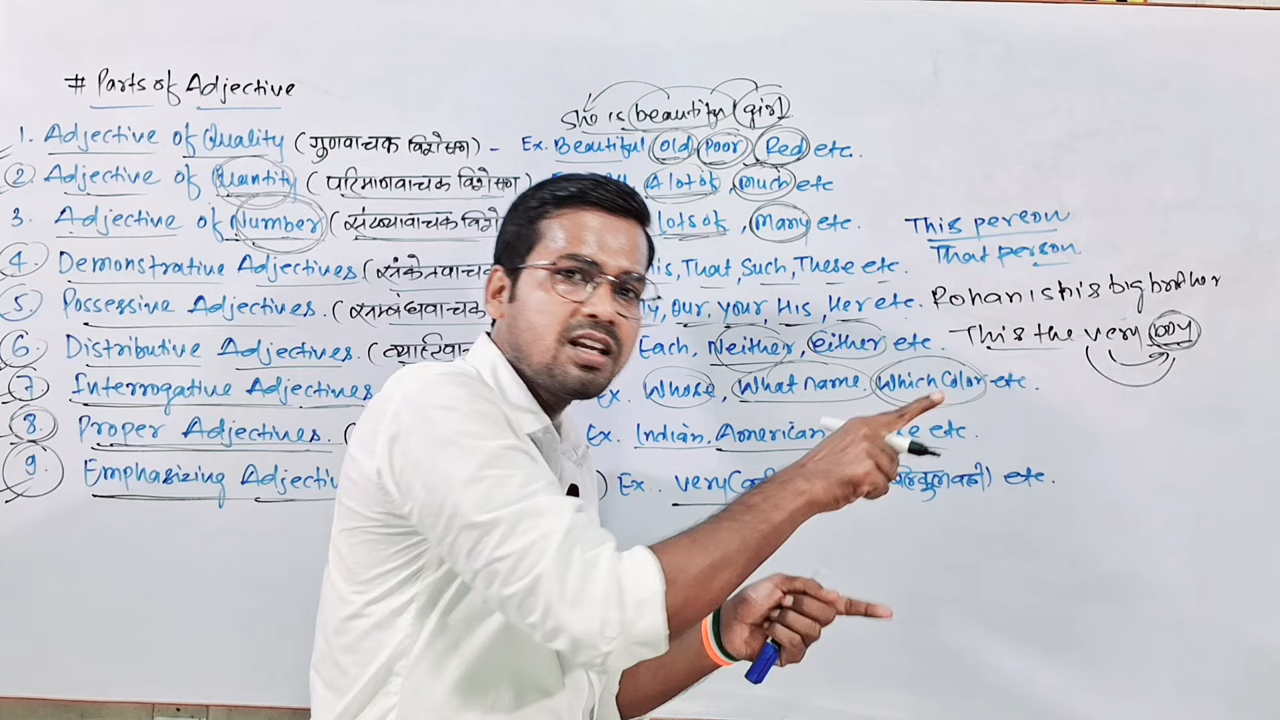 # Parts of Adjective
She is beautiful girl
1. Adjective of Quality (गुणवाचक विशेषण) - Ex. Beautiful old Poor Red etc.
2. Adjective of Quantity (परिमाणवाचक विशेषण) A lot of, Much etc
3. Adjective of Number (संख्यावाचक lots of, Many etc.
This person
That person
4. Demonstrative Adjectives (संकेतवाचक That, Such, These etc.
5. Possessive Adjectives. (सम्बंधवाचक Our, your, His, Her etc.
Rohan is his big brother
6. Distributive Adjectives. Each, Neither, either etc.
This the very boy
7. Interrogative Adjectives Ex. Whose, What name, Which Color etc.
8. Proper Adjectives. ( Ex. Indian, American etc.
9. Emphasizing ) Ex. very etc.